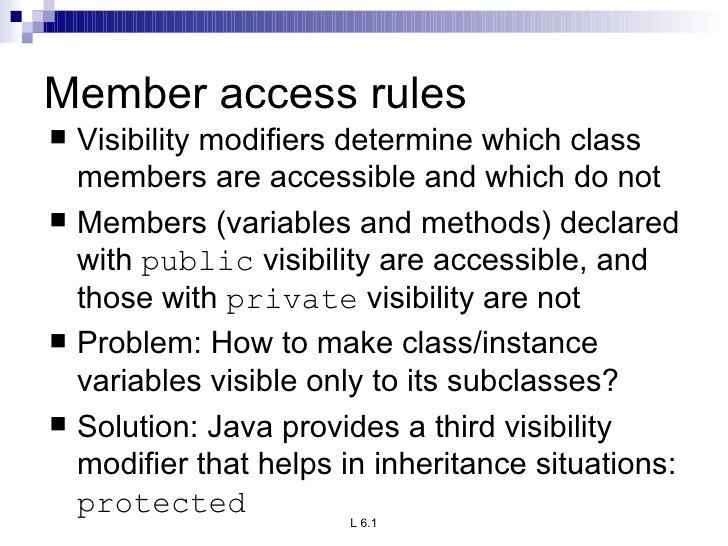 Member access rules
Visibility modifiers determine which class
members are accessible and which do not
Members (variables and methods) declared
with public visibility are accessible, and
those with private visibility are not
Problem: How to make class/instance
variables visible only to its subclasses?
Solution: Java provides a third visibility
modifier that helps in inheritance situations:
protected
L 6.1